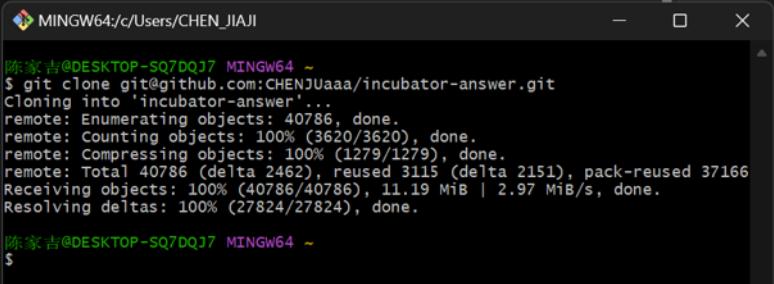 MINGW64:/c/Users/CHEN_JIAJI
陈家吉@DESKTOP-SQ7DQJ7 MINGW64 ~
$ git clone git@github.com:CHENJUaaa/incubator-answer.git
Cloning into 'incubator-answer'...
remote: Enumerating objects: 40786, done.
remote: Counting objects: 100% (3620/3620), done.
remote: Compressing objects: 100% (1279/1279), done.
remote: Total 40786 (delta 2462), reused 3115 (delta 2151), pack-reused 37166
Receiving objects: 100% (40786/40786), 11.19 MiB | 2.97 MiB/s, done.
Resolving deltas: 100% (27824/27824), done.
陈家吉@DESKTOP-SQ7DQJ7 MINGW64 ~
$